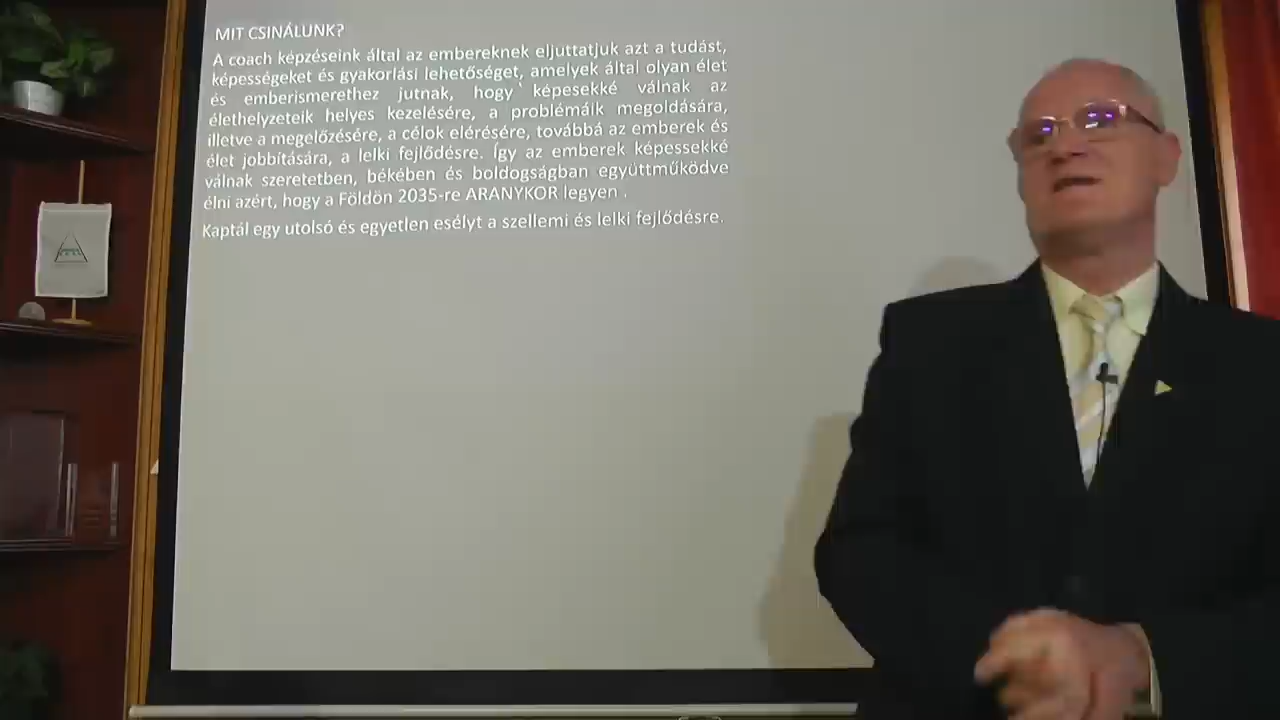 MIT CSINÁLUNK?
A coach képzéseink által az embereknek eljuttatjuk azt a tudást,
képességeket és gyakorlási lehetőséget, amelyek által olyan élet
és emberismerethez jutnak, hogy képesekké válnak az
élethelyzeteik helyes kezelésére, a problémáik megoldására,
illetve a megelőzésére, a célok elérésére, továbbá az emberek és
élet jobbítására, a lelki fejlődésre. Így az emberek képessekké
válnak szeretetben, békében és boldogságban együttműködve
élni azért, hogy a Földön 2035-re ARANYKOR legyen .
Kaptál egy utolsó és egyetlen esélyt a szellemi és lelki fejlődésre.